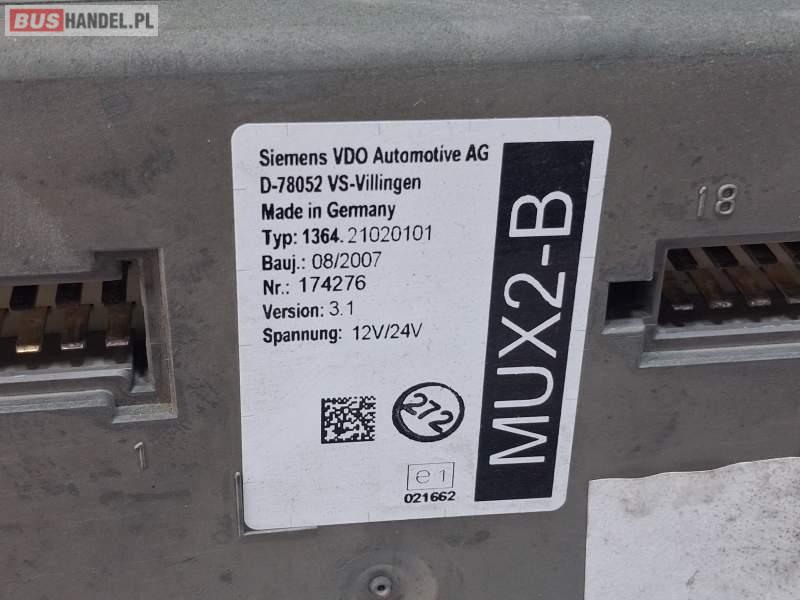 BUSHANDEL.PL
Siemens VDO Automotive AG
D-78052 VS-Villingen
Made in Germany
Typ: 1364.21020101
Bauj.: 08/2007
Nr.: 174276
Version: 3.1
Spannung: 12V/24V
272
e1
021662
MUX2-B
18
1